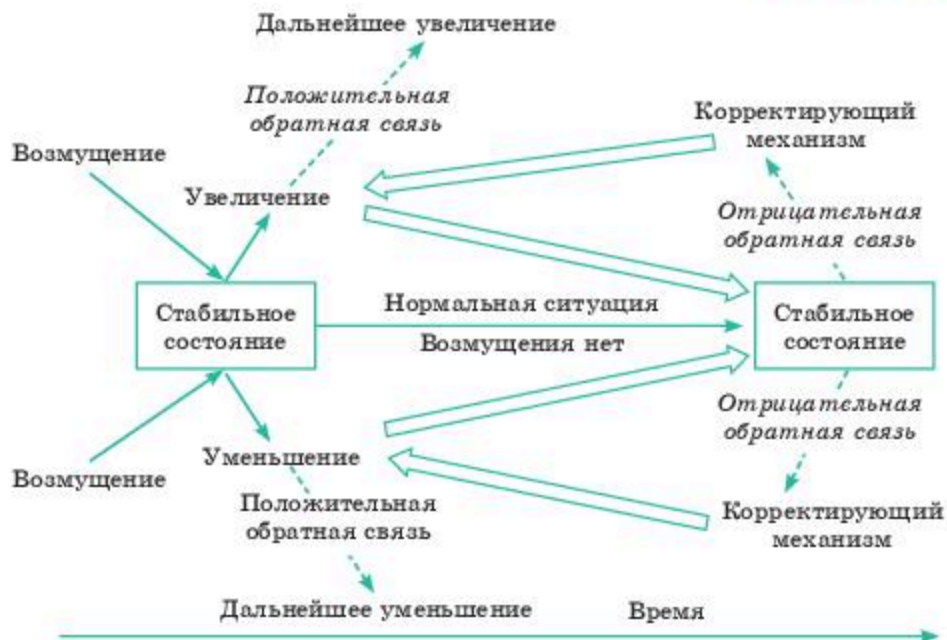 Дальнейшее увеличение
Положительная
обратная связь
Корректирующий
механизм
Возмущение
Увеличение
Отрицательная
обратная связь
Стабильное
состояние
Нормальная ситуация
Возмущения нет
Стабильное
состояние
Отрицательная
обратная связь
Возмущение
Уменьшение
Положительная
обратная связь
Корректирующий
механизм
Дальнейшее уменьшение
Время